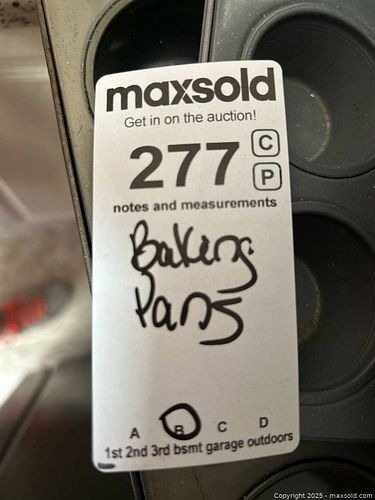 maxsold
Get in on the auction!
277 C
P
notes and measurements
Baking
Pans
A B C D
1st 2nd 3rd bsmt garage outdoors
Copyright 2025 - maxsold.com